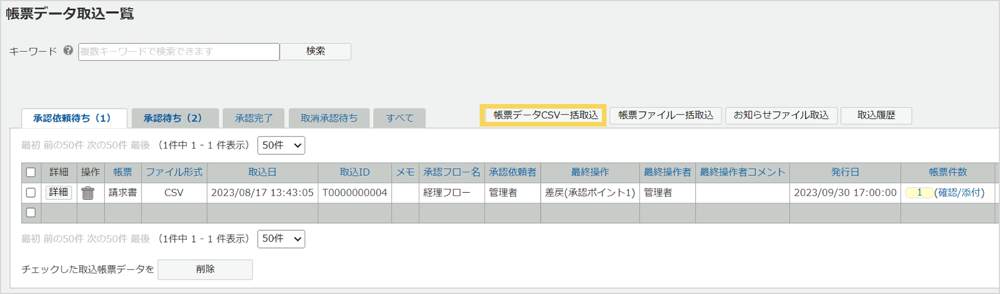 帳票データ取込一覧
キーワード ? 複数キーワードで検索できます 検索
承認依頼待ち（1） 承認待ち（2） 承認完了 取消承認待ち すべて 帳票データCSV一括取込 帳票ファイル一括取込 お知らせファイル取込 取込履歴
最初 前の50件 次の50件 最後 （1件中 1 - 1 件表示） 50件
詳細 操作 帳票 ファイル形式 取込日 取込ID メモ 承認フロー名 承認依頼者 最終操作 最終操作者 最終操作者コメント 発行日 帳票件数
詳細 請求書 CSV 2023/08/17 13:43:05 T0000000004 経理フロー 管理者 差戻(承認ポイント1) 管理者 2023/09/30 17:00:00 1 (確認/添付)
最初 前の50件 次の50件 最後 （1件中 1 - 1 件表示） 50件
チェックした取込帳票データを 削除